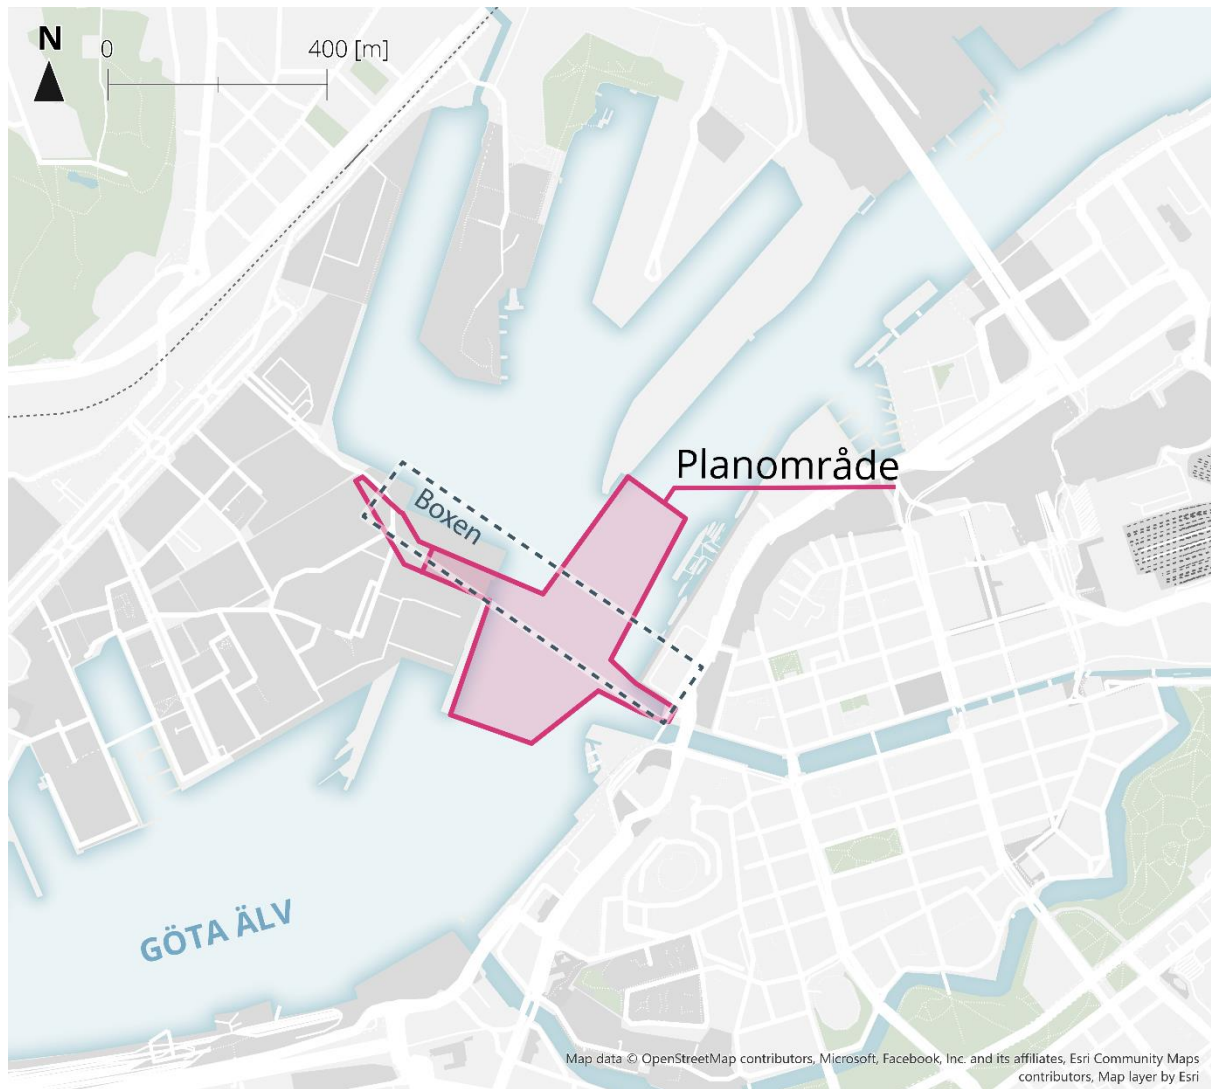 N
0 400 [m]
Planområde
Boxen
GÖTA ÄLV
Map data © OpenStreetMap contributors, Microsoft, Facebook, Inc. and its affiliates, Esri Community Maps
contributors, Map layer by Esri